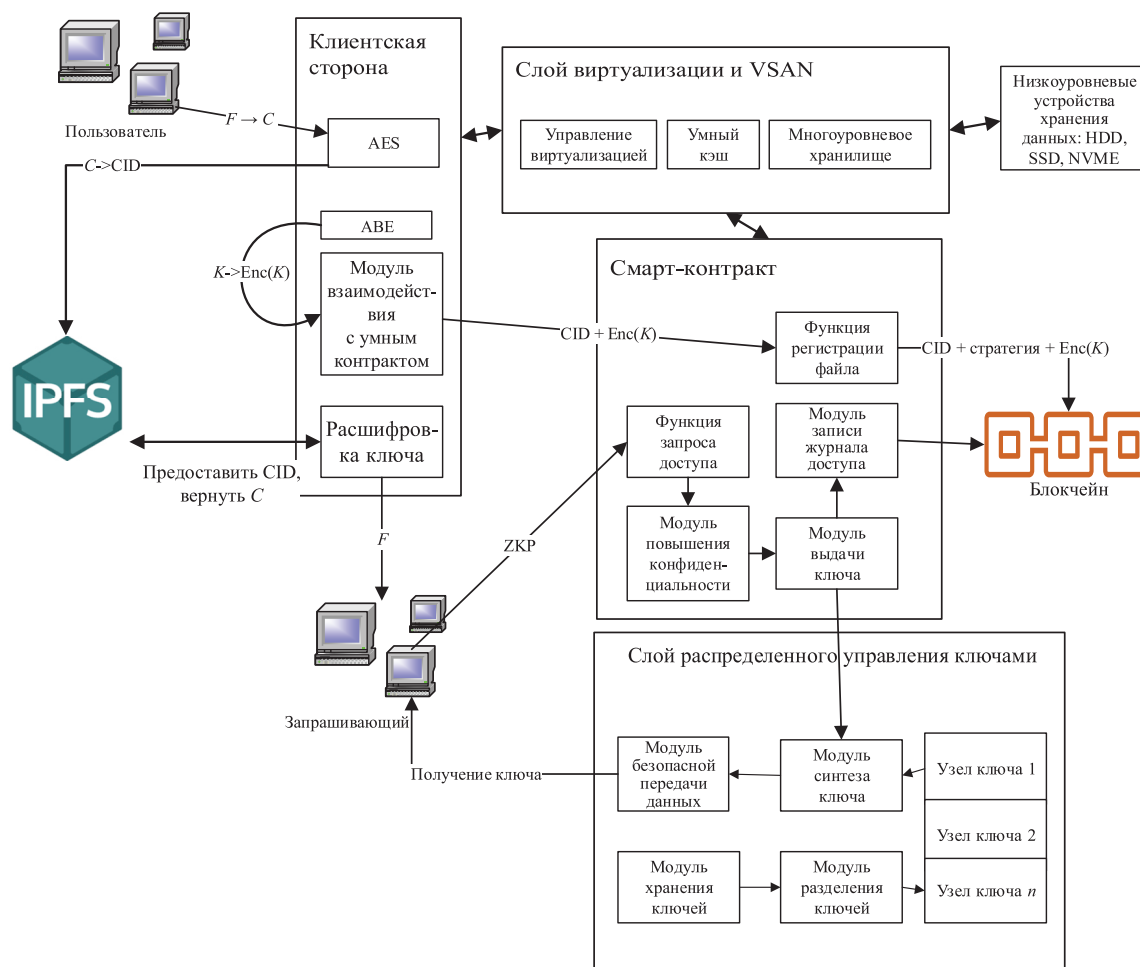 Клиентская
сторона
Пользователь
F → C
AES
C->CID
ABE
K->Enc(K)
Модуль
взаимодейст-
вия
с умным
контрактом
Расшифров-
ка ключа
IPFS
Предоставить CID,
вернуть C
F
Слой виртуализации и VSAN
Управление
виртуализацией
Умный
кэш
Многоуровневое
хранилище
Низкоуровневые
устройства
хранения
данных: HDD,
SSD, NVME
Смарт-контракт
CID + Enc(K)
Функция
регистрации
файла
CID + стратегия + Enc(K)
Функция
запроса
доступа
Модуль
записи
журнала
доступа
Блокчейн
Модуль
повышения
конфиден-
циальности
Модуль
выдачи
ключа
ZKP
Запрашивающий
Слой распределенного управления ключами
Получение ключа
Модуль
безопасной
передачи
данных
Модуль
синтеза
ключа
Узел ключа 1
Узел ключа 2
Модуль
хранения
ключей
Модуль
разделения
ключей
Узел ключа n